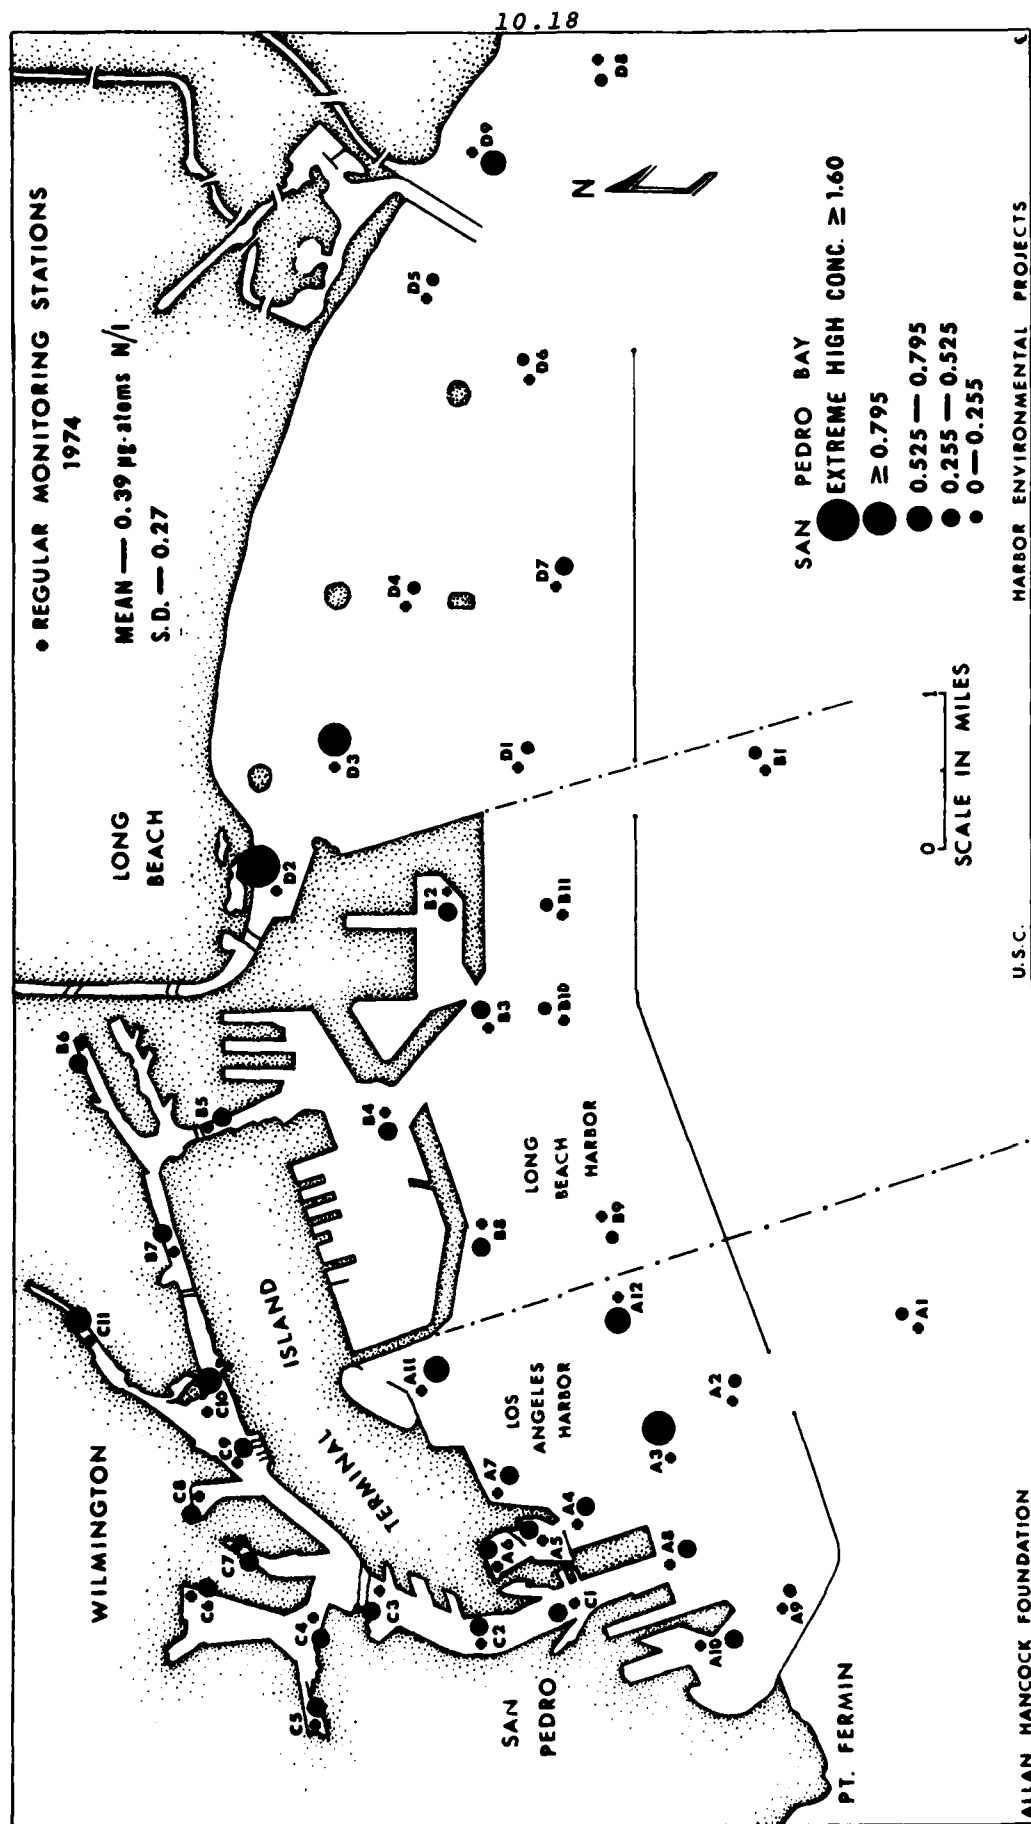 10.18
• REGULAR MONITORING STATIONS
1974
MEAN — 0.39 µg-atoms N/l
S.D. — 0.27
WILMINGTON
LONG
BEACH
SAN
PEDRO
PT. FERMIN
TERMINAL
ISLAND
LOS
ANGELES
HARBOR
LONG
BEACH
HARBOR
C5
C4
C6
C7
C8
C9
C10
C11
C3
C2
C1
B7
B5
B6
B4
B3
B2
B8
B9
B10
B11
B1
A11
A7
A6
A5
A4
A8
A10
A9
A3
A2
A12
A1
D2
D3
D4
D1
D7
D6
D5
D9
D8
N
SAN PEDRO BAY
EXTREME HIGH CONC. ≥ 1.60
≥ 0.795
0.525 — 0.795
0.255 — 0.525
0 — 0.255
0 1
SCALE IN MILES
ALLAN HANCOCK FOUNDATION
U.S.C.
HARBOR ENVIRONMENTAL PROJECTS